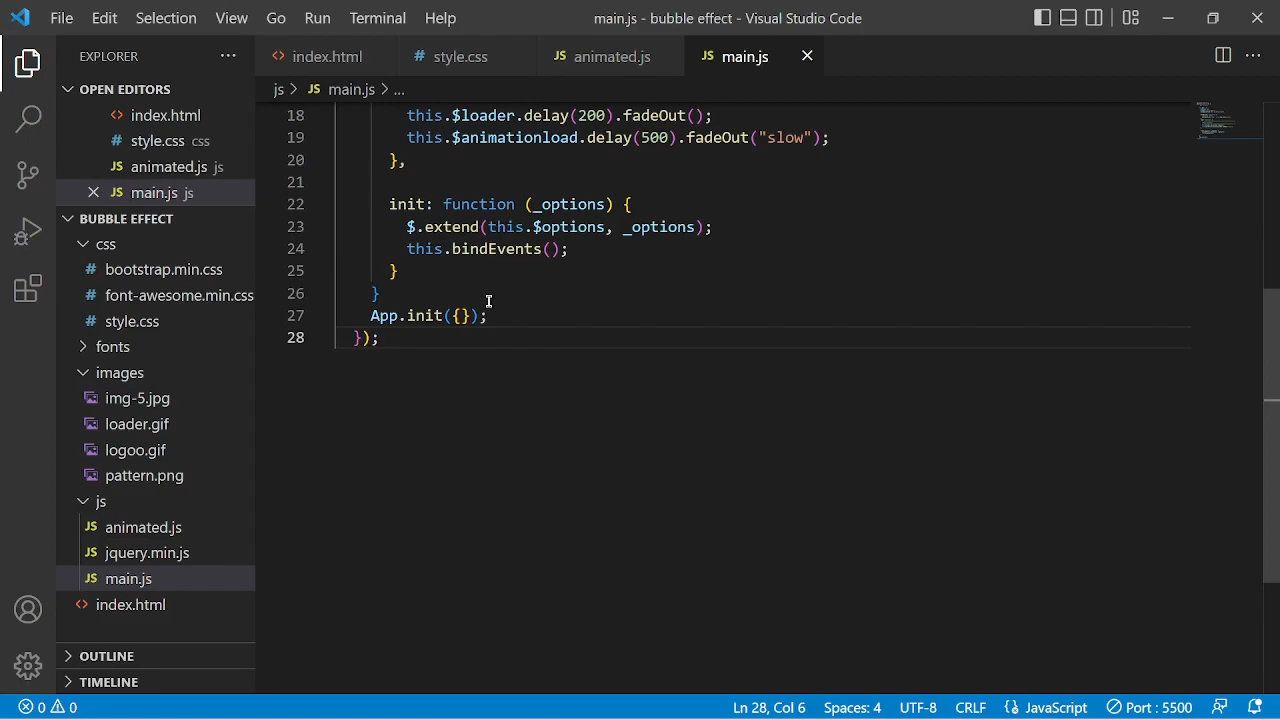 File Edit Selection View Go Run Terminal Help main.js - bubble effect - Visual Studio Code
EXPLORER
index.html style.css animated.js main.js
OPEN EDITORS
index.html
style.css css
animated.js js
main.js js
BUBBLE EFFECT
css
bootstrap.min.css
font-awesome.min.css
style.css
fonts
images
img-5.jpg
loader.gif
logoo.gif
pattern.png
js
animated.js
jquery.min.js
main.js
index.html
OUTLINE
TIMELINE
js > main.js > ...
18 this.$loader.delay(200).fadeOut();
19 this.$animationload.delay(500).fadeOut("slow");
20 },
21
22 init: function (_options) {
23 $.extend(this.$options, _options);
24 this.bindEvents();
25 }
26 }
27 App.init({});
28 });
0 0 Ln 28, Col 6 Spaces: 4 UTF-8 CRLF JavaScript Port : 5500